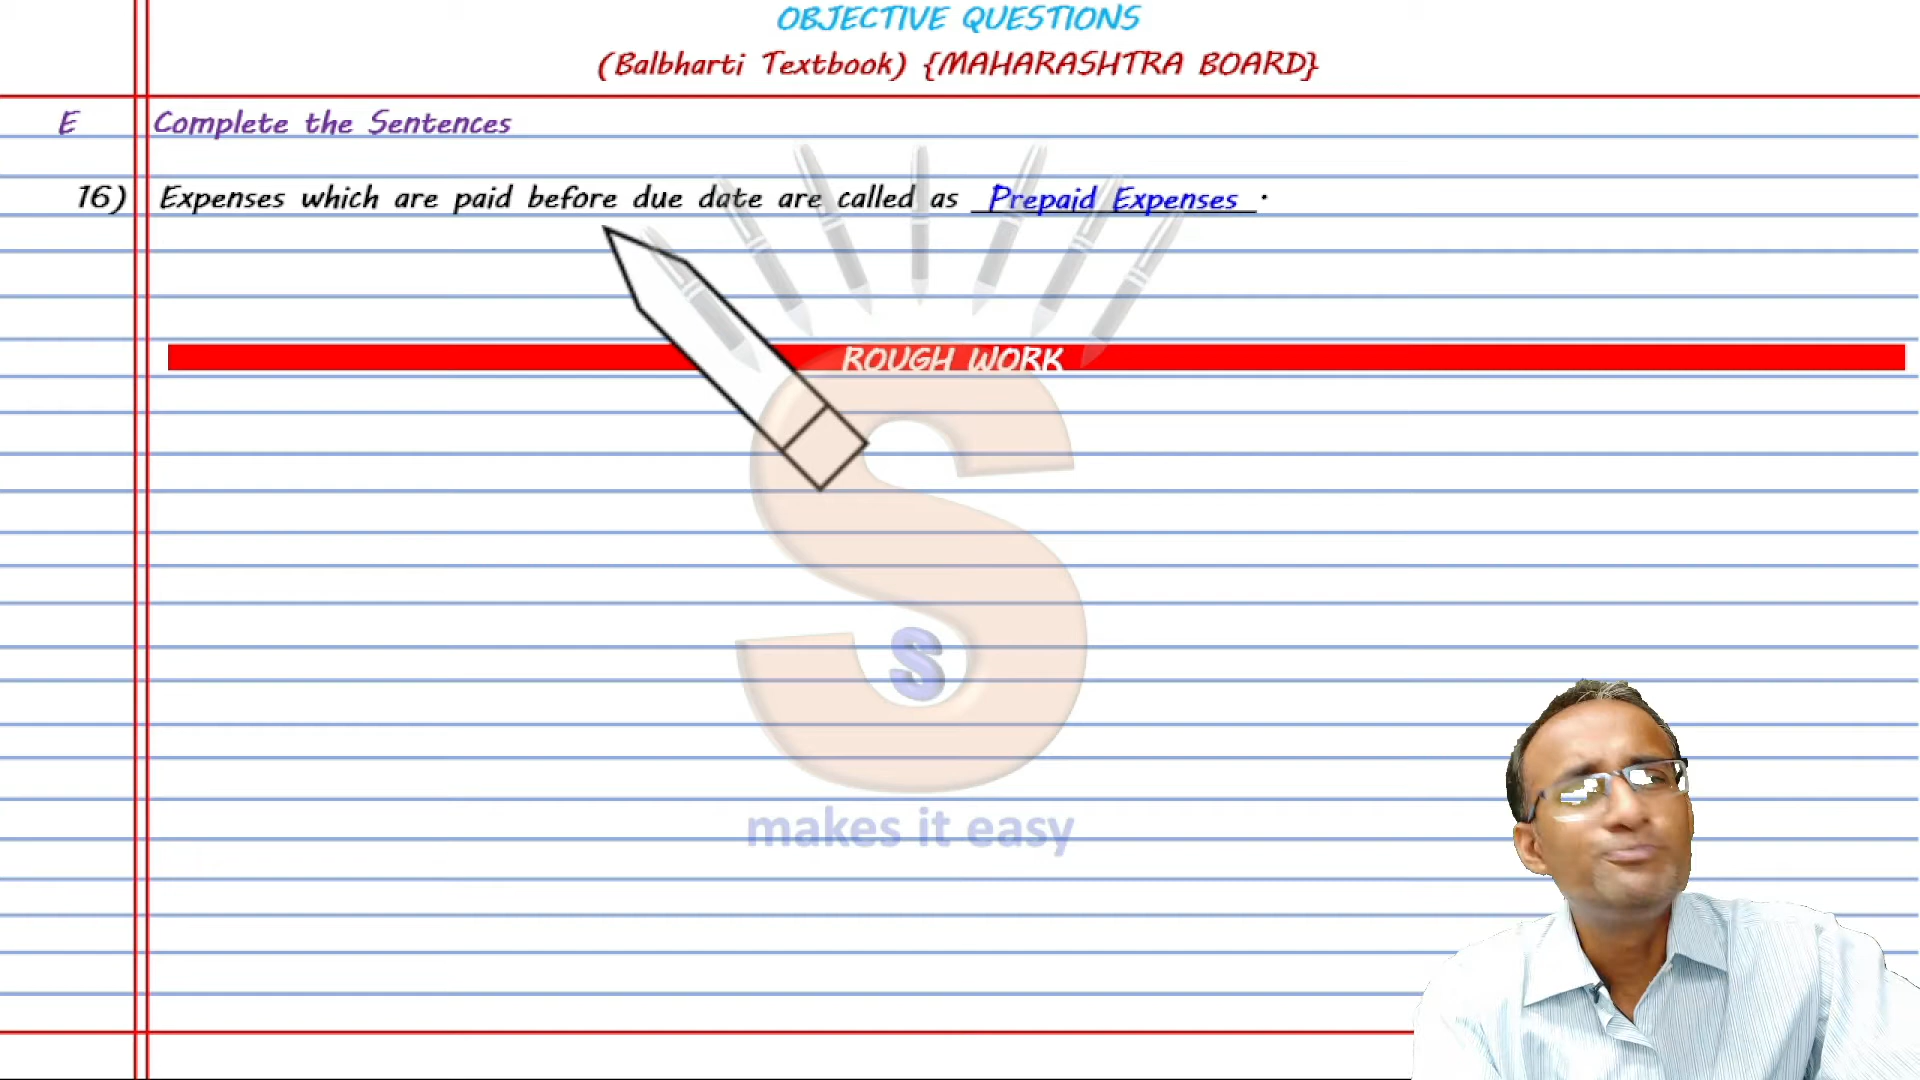 OBJECTIVE QUESTIONS
(Balbharti Textbook) {MAHARASHTRA BOARD}
E Complete the Sentences
16) Expenses which are paid before due date are called as Prepaid Expenses.
ROUGH WORK
S
s
makes it easy